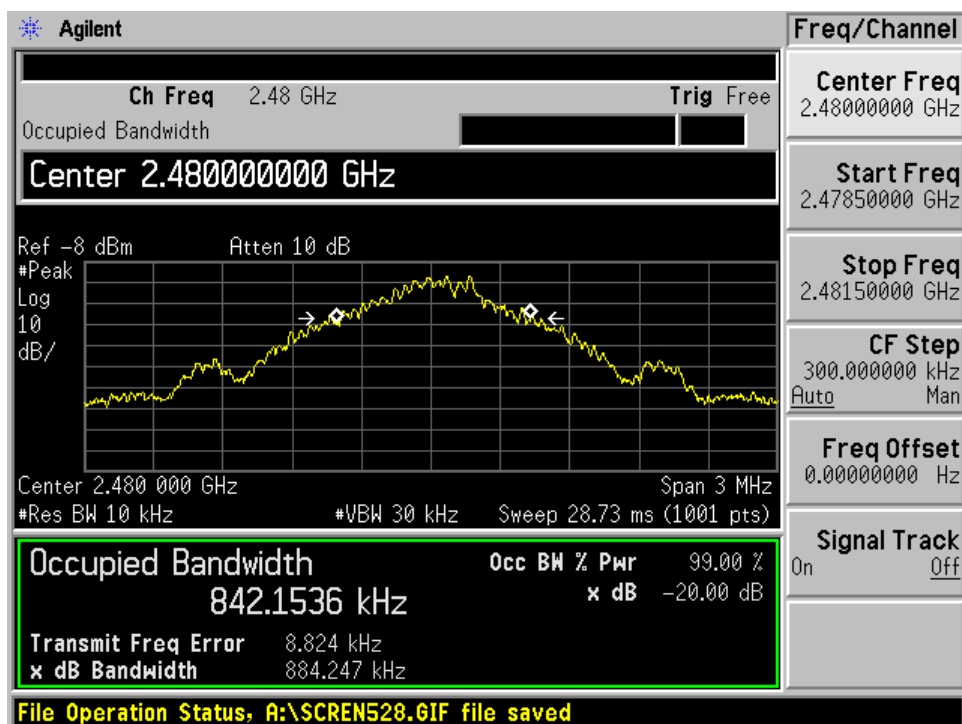 Agilent
Ch Freq 2.48 GHz Trig Free
Occupied Bandwidth
Center 2.480000000 GHz
Ref -8 dBm Atten 10 dB
#Peak
Log
10
dB/
Center 2.480 000 GHz Span 3 MHz
#Res BW 10 kHz #VBW 30 kHz Sweep 28.73 ms (1001 pts)
Occupied Bandwidth Occ BW % Pwr 99.00 %
842.1536 kHz x dB -20.00 dB
Transmit Freq Error 8.824 kHz
x dB Bandwidth 884.247 kHz
File Operation Status, A:\SCREN528.GIF file saved
Freq/Channel
Center Freq
2.48000000 GHz
Start Freq
2.47850000 GHz
Stop Freq
2.48150000 GHz
CF Step
300.000000 kHz
Auto Man
Freq Offset
0.00000000 Hz
Signal Track
On Off